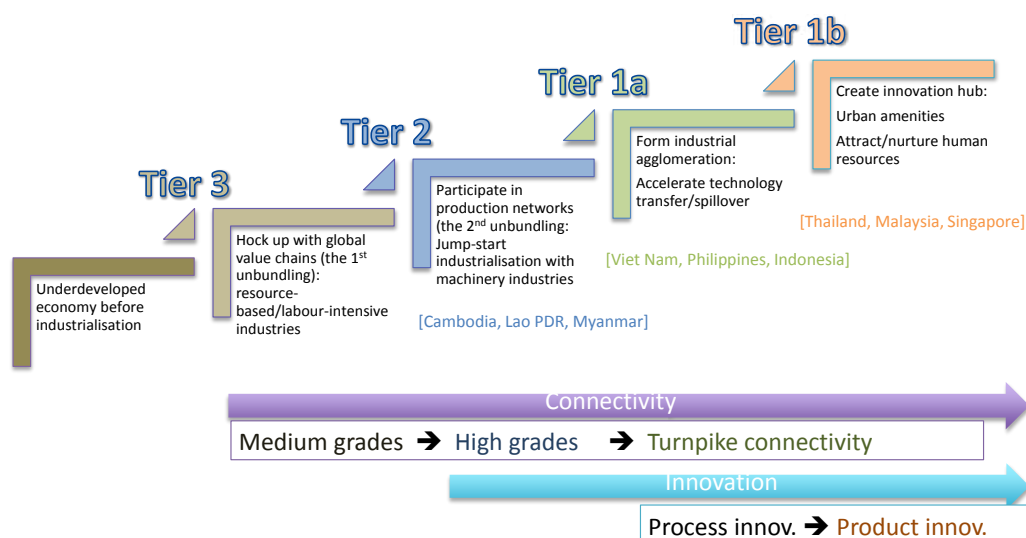 Tier 1b
Create innovation hub:
Urban amenities
Attract/nurture human
resources
[Thailand, Malaysia, Singapore]
Tier 1a
Form industrial
agglomeration:
Accelerate technology
transfer/spillover
[Viet Nam, Philippines, Indonesia]
Tier 2
Participate in
production networks
(the 2nd unbundling:
Jump-start
industrialisation with
machinery industries
[Cambodia, Lao PDR, Myanmar]
Tier 3
Hock up with global
value chains (the 1st
unbundling):
resource-
based/labour-intensive
industries
Underdeveloped
economy before
industrialisation
Connectivity
Medium grades ➔ High grades ➔ Turnpike connectivity
Innovation
Process innov. ➔ Product innov.